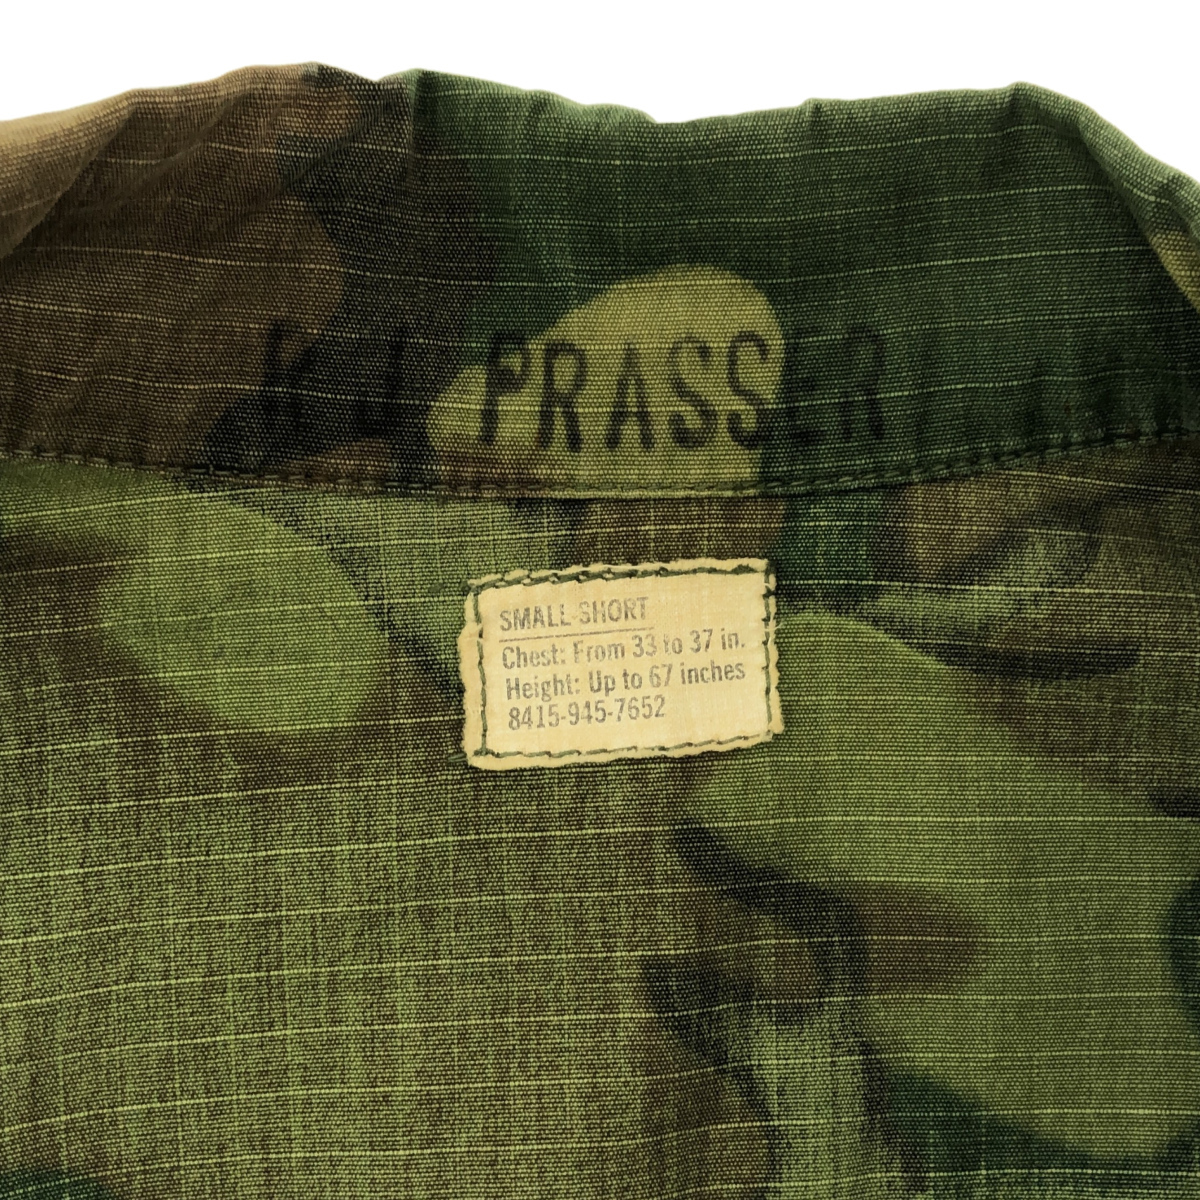 PRASSER
SMALL-SHORT
Chest: From 33 to 37 in.
Height: Up to 67 inches
8415-945-7652